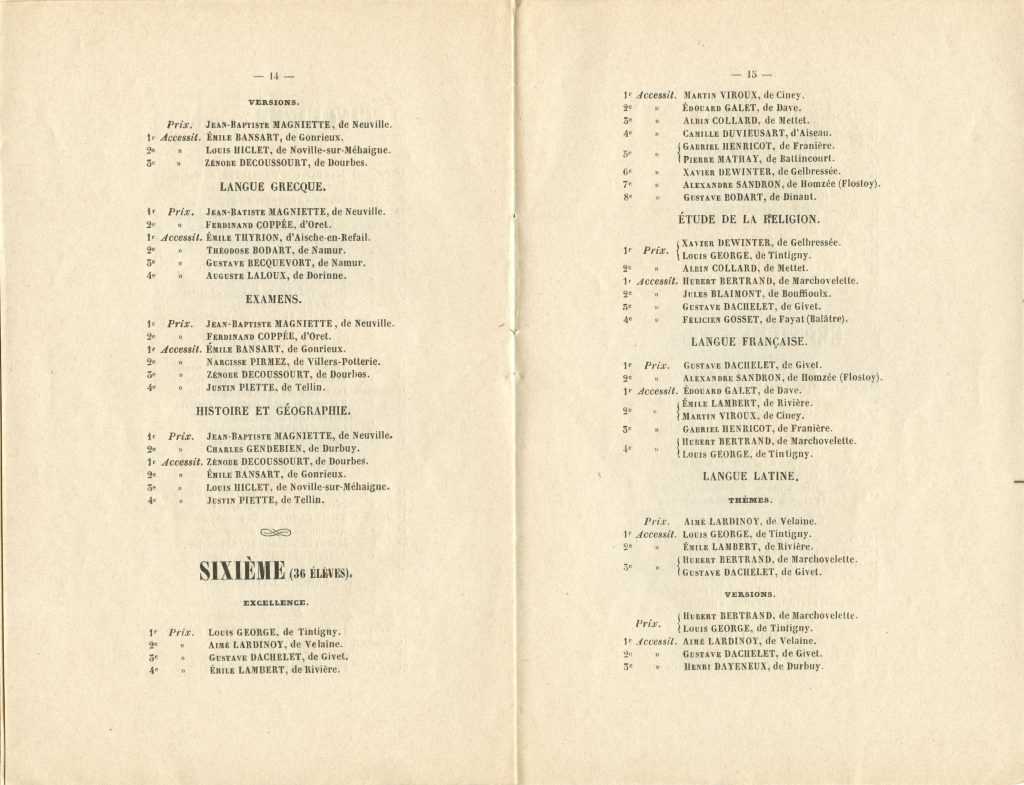 — 14 —
VERSIONS.
Prix. JEAN-BAPTISTE MAGNIETTE, de Neuville.
1r Accessit. ÉMILE BANSART, de Gonrieux.
2e » LOUIS HICLET, de Noville-sur-Méhaigne.
3e » ZÉNOBE DECOUSSOURT, de Dourbes.
LANGUE GRECQUE.
1r Prix. JEAN-BATISTE MAGNIETTE, de Neuville.
2e » FERDINAND COPPÉE, d'Oret.
1r Accessit. ÉMILE THYRION, d'Aische-en-Refail.
2e » THÉODOSE BODART, de Namur.
3e » GUSTAVE BECQUEVORT, de Namur.
4e » AUGUSTE LALOUX, de Dorinne.
EXAMENS.
1r Prix. JEAN-BAPTISTE MAGNIETTE, de Neuville.
2e » FERDINAND COPPÉE, d'Oret.
1r Accessit. ÉMILE BANSART, de Gonrieux.
2e » NARCISSE PIRMEZ, de Villers-Potterie.
3e » ZÉNOBE DECOUSSOURT, de Dourbes.
4e » JUSTIN PIETTE, de Tellin.
HISTOIRE ET GÉOGRAPHIE.
1r Prix. JEAN-BAPTISTE MAGNIETTE, de Neuville.
2e » CHARLES GENDEBIEN, de Durbuy.
1r Accessit. ZÉNOBE DECOUSSOURT, de Dourbes.
2e » ÉMILE BANSART, de Gonrieux.
3e » LOUIS HICLET, de Noville-sur-Méhaigne.
4e » JUSTIN PIETTE, de Tellin.
SIXIÈME (36 ÉLÈVES).
EXCELLENCE.
1r Prix. LOUIS GEORGE, de Tintigny.
2e » AIMÉ LARDINOY, de Velaine.
3e » GUSTAVE DACHELET, de Givet.
4e » ÉMILE LAMBERT, de Rivière.
— 15 —
1r Accessit. MARTIN VIROUX, de Ciney.
2e » ÉDOUARD GALET, de Dave.
3e » ALBIN COLLARD, de Mettet.
4e » CAMILLE DUVIEUSART, d'Aiseau.
5e » { GABRIEL HENRICOT, de Franière.
PIERRE MATHAY, de Battincourt.
6e » XAVIER DEWINTER, de Gelbressée.
7e » ALEXANDRE SANDRON, de Homzée (Flostoy).
8e » GUSTAVE BODART, de Dinant.
ÉTUDE DE LA RELIGION.
1r Prix. { XAVIER DEWINTER, de Gelbressée.
LOUIS GEORGE, de Tintigny.
2e » ALBIN COLLARD, de Mettet.
1r Accessit. HUBERT BERTRAND, de Marchovelette.
2e » JULES BLAIMONT, de Bouffioulx.
3e » GUSTAVE DACHELET, de Givet.
4e » FÉLICIEN GOSSET, de Fayat (Balâtre).
LANGUE FRANÇAISE.
1r Prix. GUSTAVE DACHELET, de Givet.
2e » ALEXANDRE SANDRON, de Homzée (Flostoy).
1r Accessit. ÉDOUARD GALET, de Dave.
2e » { ÉMILE LAMBERT, de Rivière.
MARTIN VIROUX, de Ciney.
3e » GABRIEL HENRICOT, de Franière.
4e » { HUBERT BERTRAND, de Marchovelette.
LOUIS GEORGE, de Tintigny.
LANGUE LATINE.
THÈMES.
Prix. AIMÉ LARDINOY, de Velaine.
1r Accessit. LOUIS GEORGE, de Tintigny.
2e » ÉMILE LAMBERT, de Rivière.
3e » { HUBERT BERTRAND, de Marchovelette.
GUSTAVE DACHELET, de Givet.
VERSIONS.
Prix. { HUBERT BERTRAND, de Marchovelette.
LOUIS GEORGE, de Tintigny.
1r Accessit. AIMÉ LARDINOY, de Velaine.
2e » GUSTAVE DACHELET, de Givet.
3e » HENRI DAYENEUX, de Durbuy.